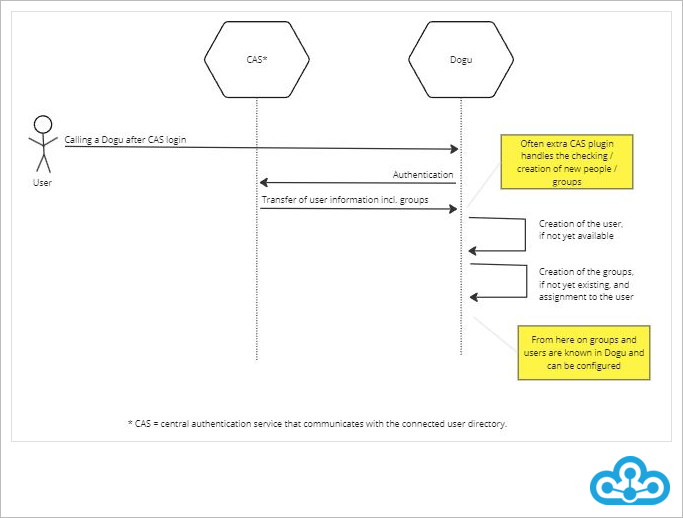 CAS*
Dogu
Calling a Dogu after CAS login
User
Often extra CAS plugin
handles the checking /
creation of new people /
groups
Authentication
Transfer of user information incl. groups
Creation of the user,
if not yet available
Creation of the groups,
if not yet existing, and
assignment to the user
From here on groups and
users are known in Dogu and
can be configured
* CAS = central authentication service that communicates with the connected user directory.